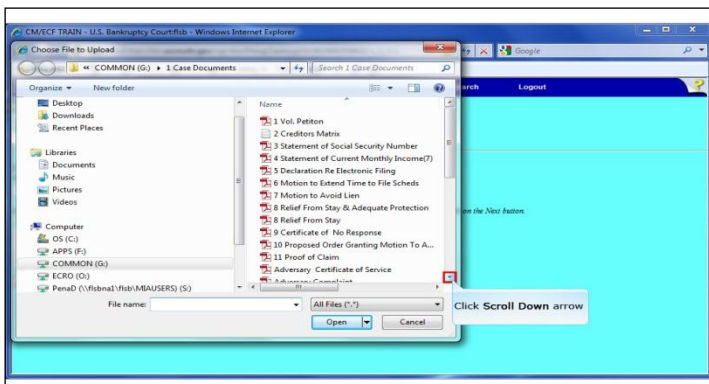 CM/ECF TRAIN - U.S. Bankruptcy Court:flsb - Windows Internet Explorer
Choose File to Upload
« COMMON (G:) ▸ 1 Case Documents
Search 1 Case Documents
Google
Organize
New folder
arch
Logout
Desktop
Downloads
Recent Places
Libraries
Documents
Music
Pictures
Videos
Computer
OS (C:)
APPS (F:)
COMMON (G:)
ECRO (O:)
PenaD (\\flsbna1\flsb\MIAUSERS) (S:)
Name
1 Vol. Petiton
2 Creditors Matrix
3 Statement of Social Security Number
4 Statement of Current Monthly Income(7)
5 Declaration Re Electronic Filing
6 Motion to Extend Time to File Scheds
7 Motion to Avoid Lien
8 Relief From Stay & Adequate Protection
8 Relief From Stay
9 Certificate of No Response
10 Proposed Order Granting Motion To A...
11 Proof of Claim
Adversary Certificate of Service
Adversary Complaint
on the Next button.
Click Scroll Down arrow
File name:
All Files (*.*)
Open
Cancel